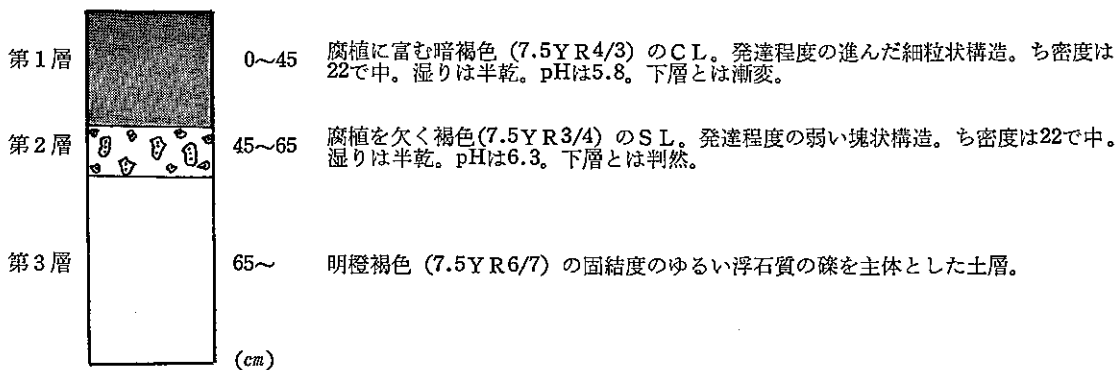 第1層 0〜45 腐植に富む暗褐色 (7.5YR4/3) のCL。発達程度の進んだ細粒状構造。ち密度は
22で中。湿りは半乾。pHは5.8。下層とは漸変。
第2層 45〜65 腐植を欠く褐色(7.5YR3/4) のSL。発達程度の弱い塊状構造。ち密度は22で中。
湿りは半乾。pHは6.3。下層とは判然。
第3層 65〜 明橙褐色 (7.5YR6/7) の固結度のゆるい浮石質の礫を主体とした土層。
(cm)